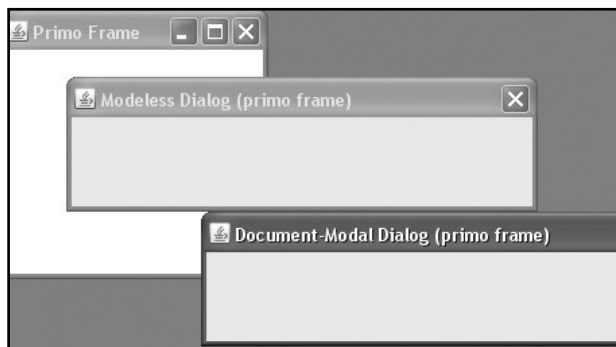 Primo Frame
Modeless Dialog (primo frame)
Document-Modal Dialog (primo frame)